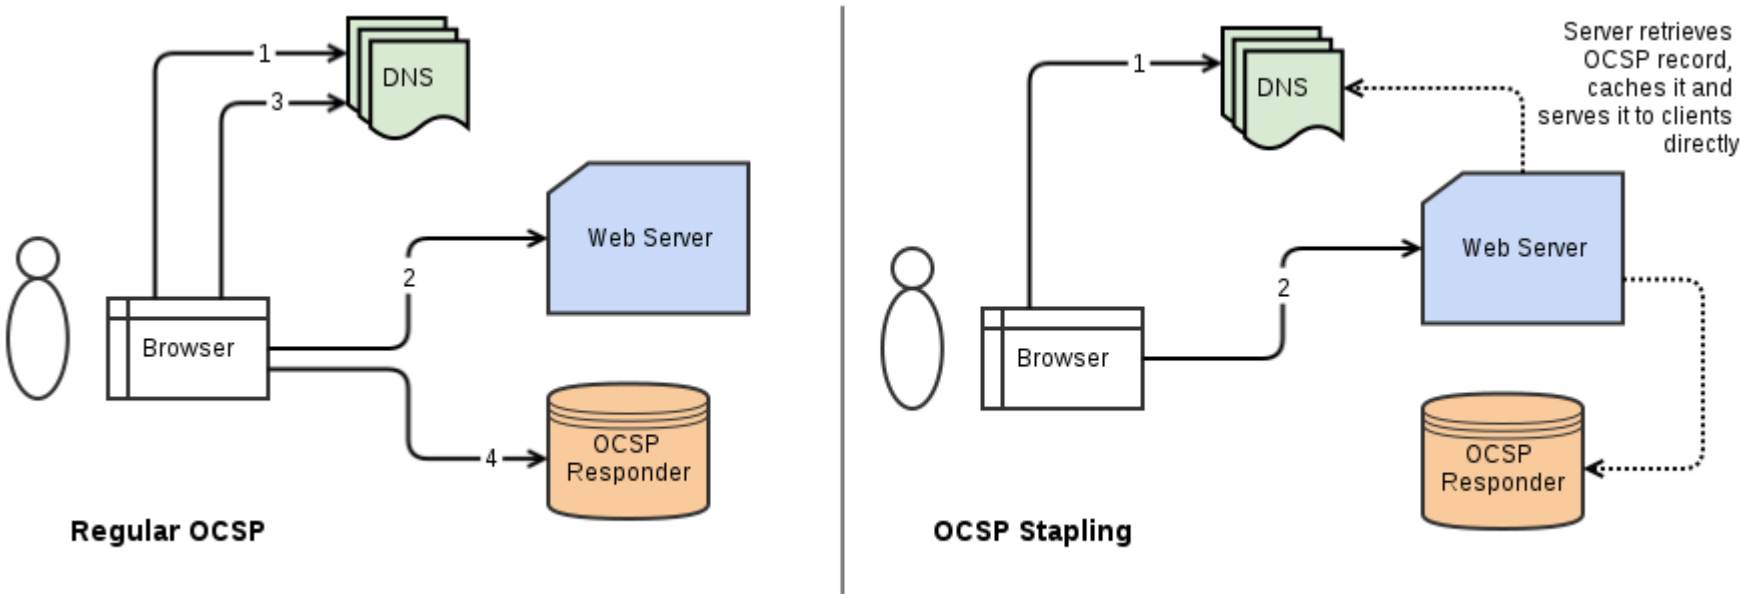 1
DNS
3
Web Server
2
Browser
4
OCSP
Responder
Regular OCSP
1
DNS
Server retrieves
OCSP record,
caches it and
serves it to clients
directly
Web Server
2
Browser
OCSP
Responder
OCSP Stapling